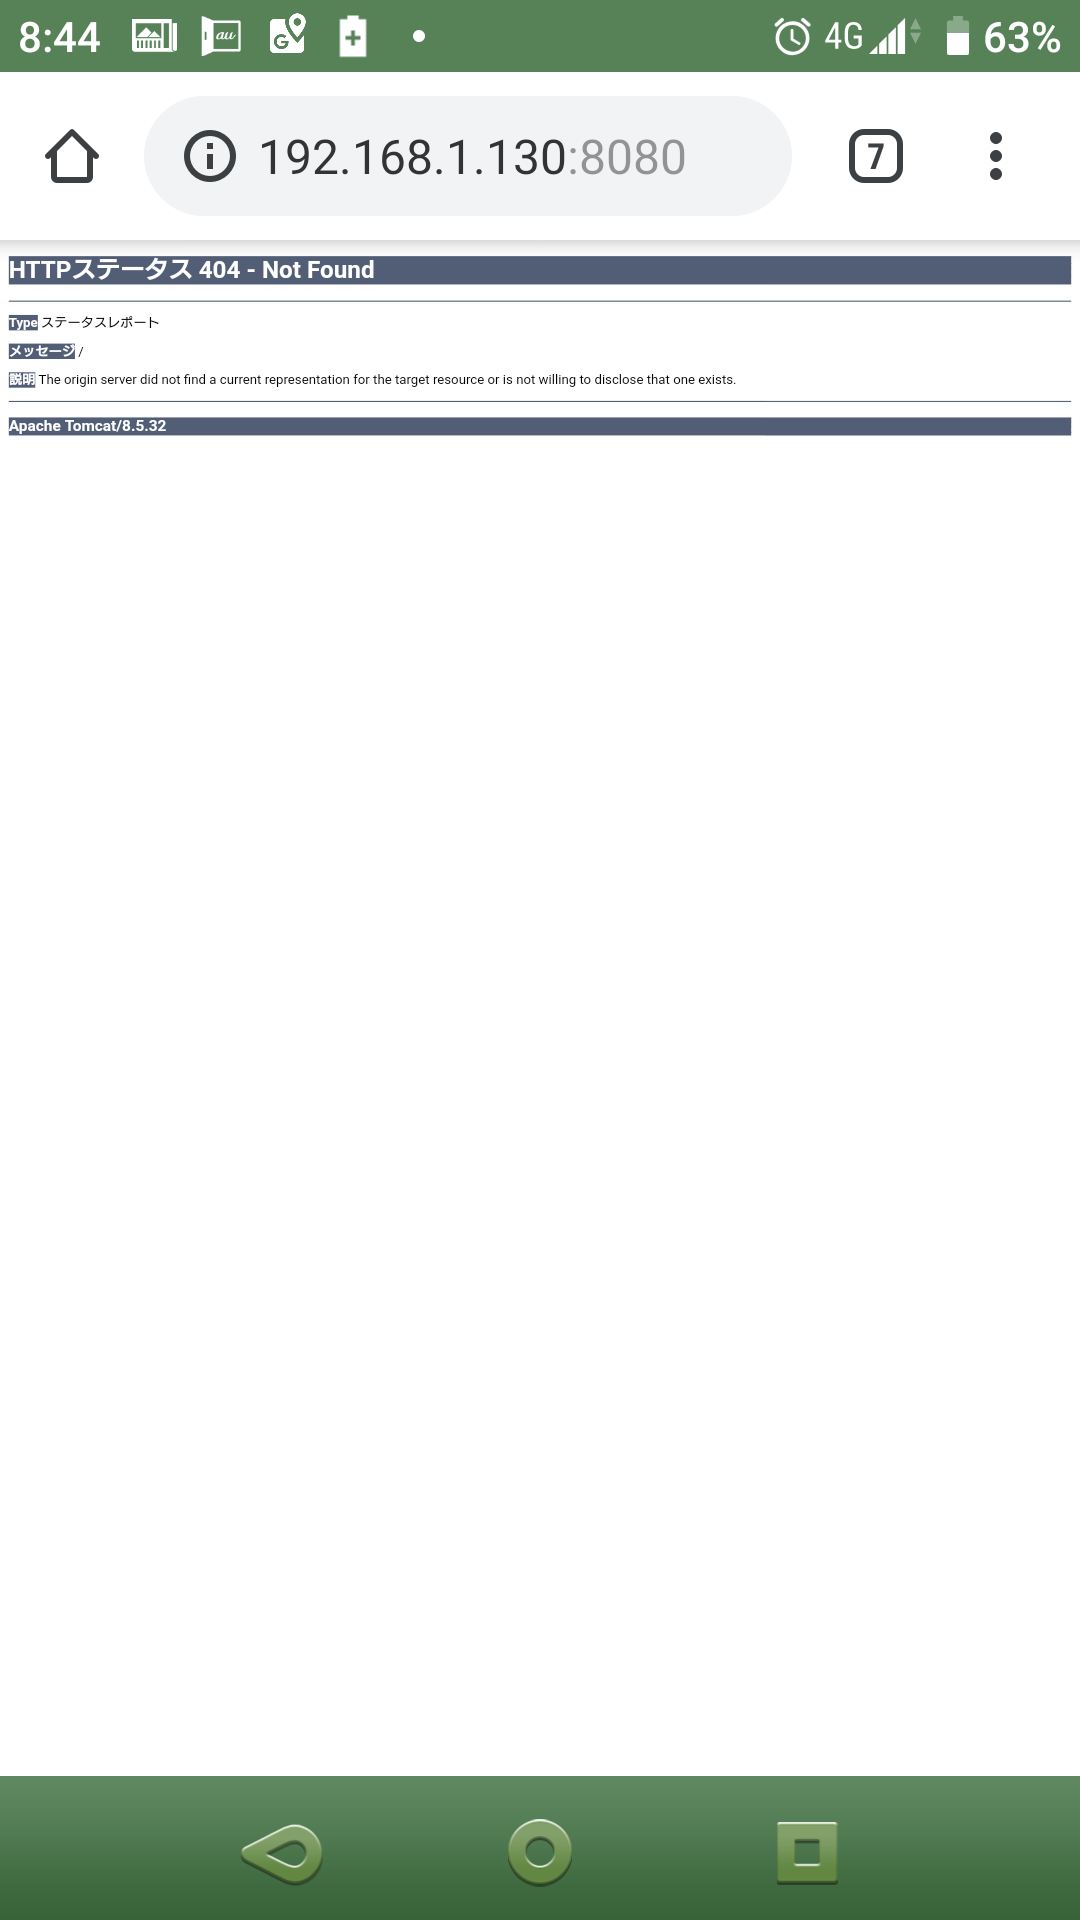 8:44 au G 4G 63%
192.168.1.130:8080 7
HTTPステータス 404 - Not Found
Type ステータスレポート
メッセージ /
説明 The origin server did not find a current representation for the target resource or is not willing to disclose that one exists.
Apache Tomcat/8.5.32